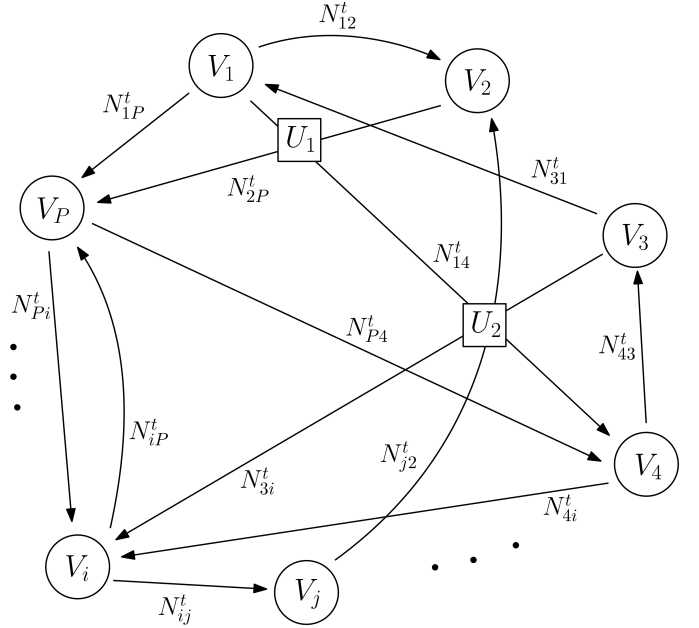 N^t_{12}
V_1
V_2
N^t_{1P}
U_1
N^t_{31}
N^t_{2P}
V_P
V_3
N^t_{14}
N^t_{Pi}
N^t_{P4}
U_2
N^t_{43}
N^t_{iP}
N^t_{j2}
V_4
N^t_{3i}
N^t_{4i}
V_i
V_j
N^t_{ij}